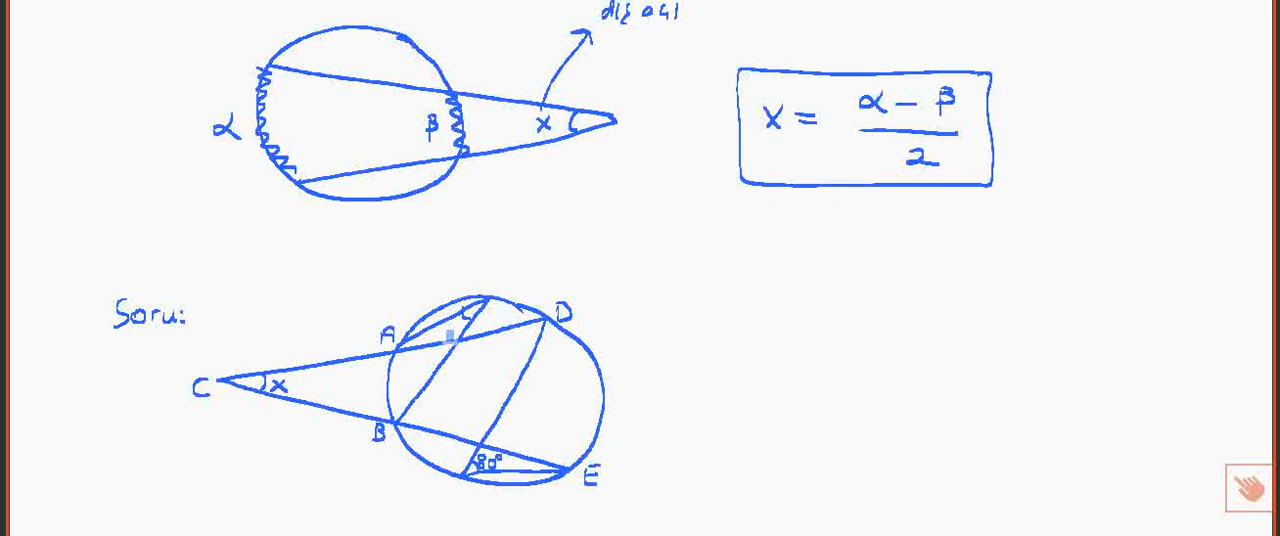 dış açı
α
β
x
x = α - β / 2
Soru:
A
D
C
x
B
80°
E